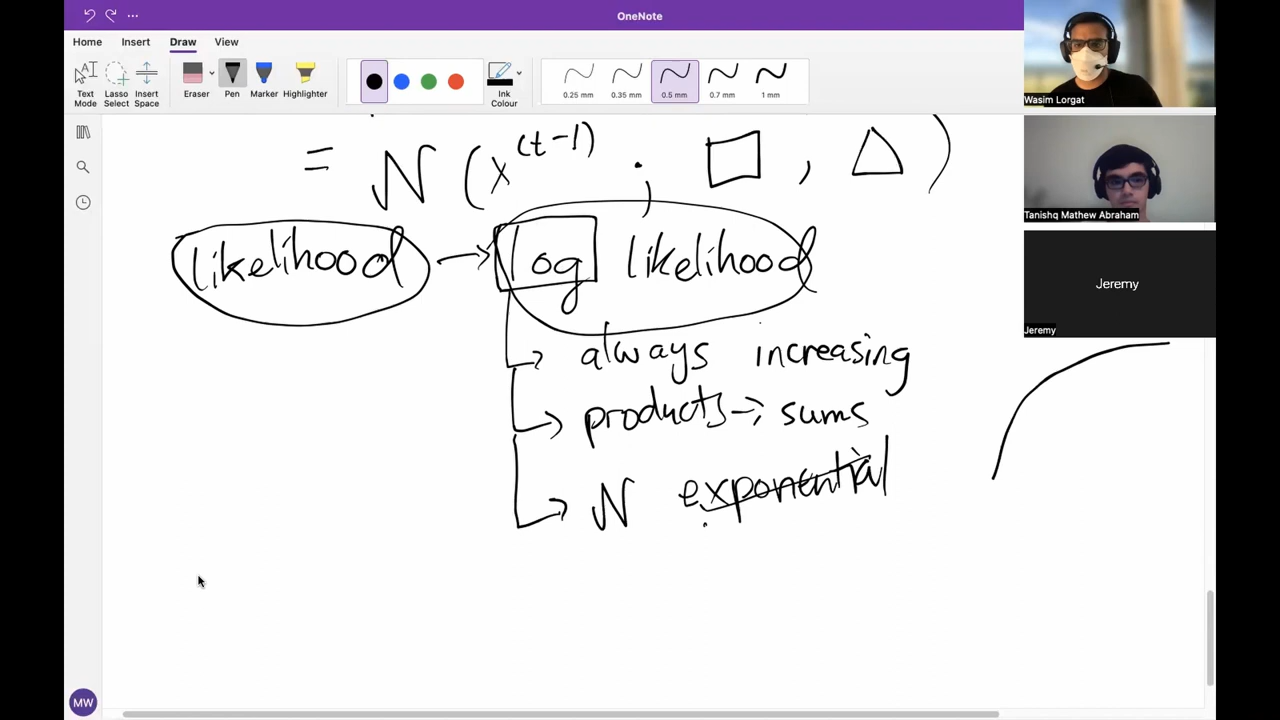 OneNote
Home Insert Draw View
Text Mode
Lasso Select
Insert Space
Eraser
Pen
Marker
Highlighter
Ink Colour
0.25 mm
0.35 mm
0.5 mm
0.7 mm
1 mm
Wasim Lorgat
Tanishq Mathew Abraham
Jeremy
Jeremy
= N (x^(t-1) ; □ , △ )
likelihood → log likelihood
→ always increasing
→ products → sums
→ N exponential
MW